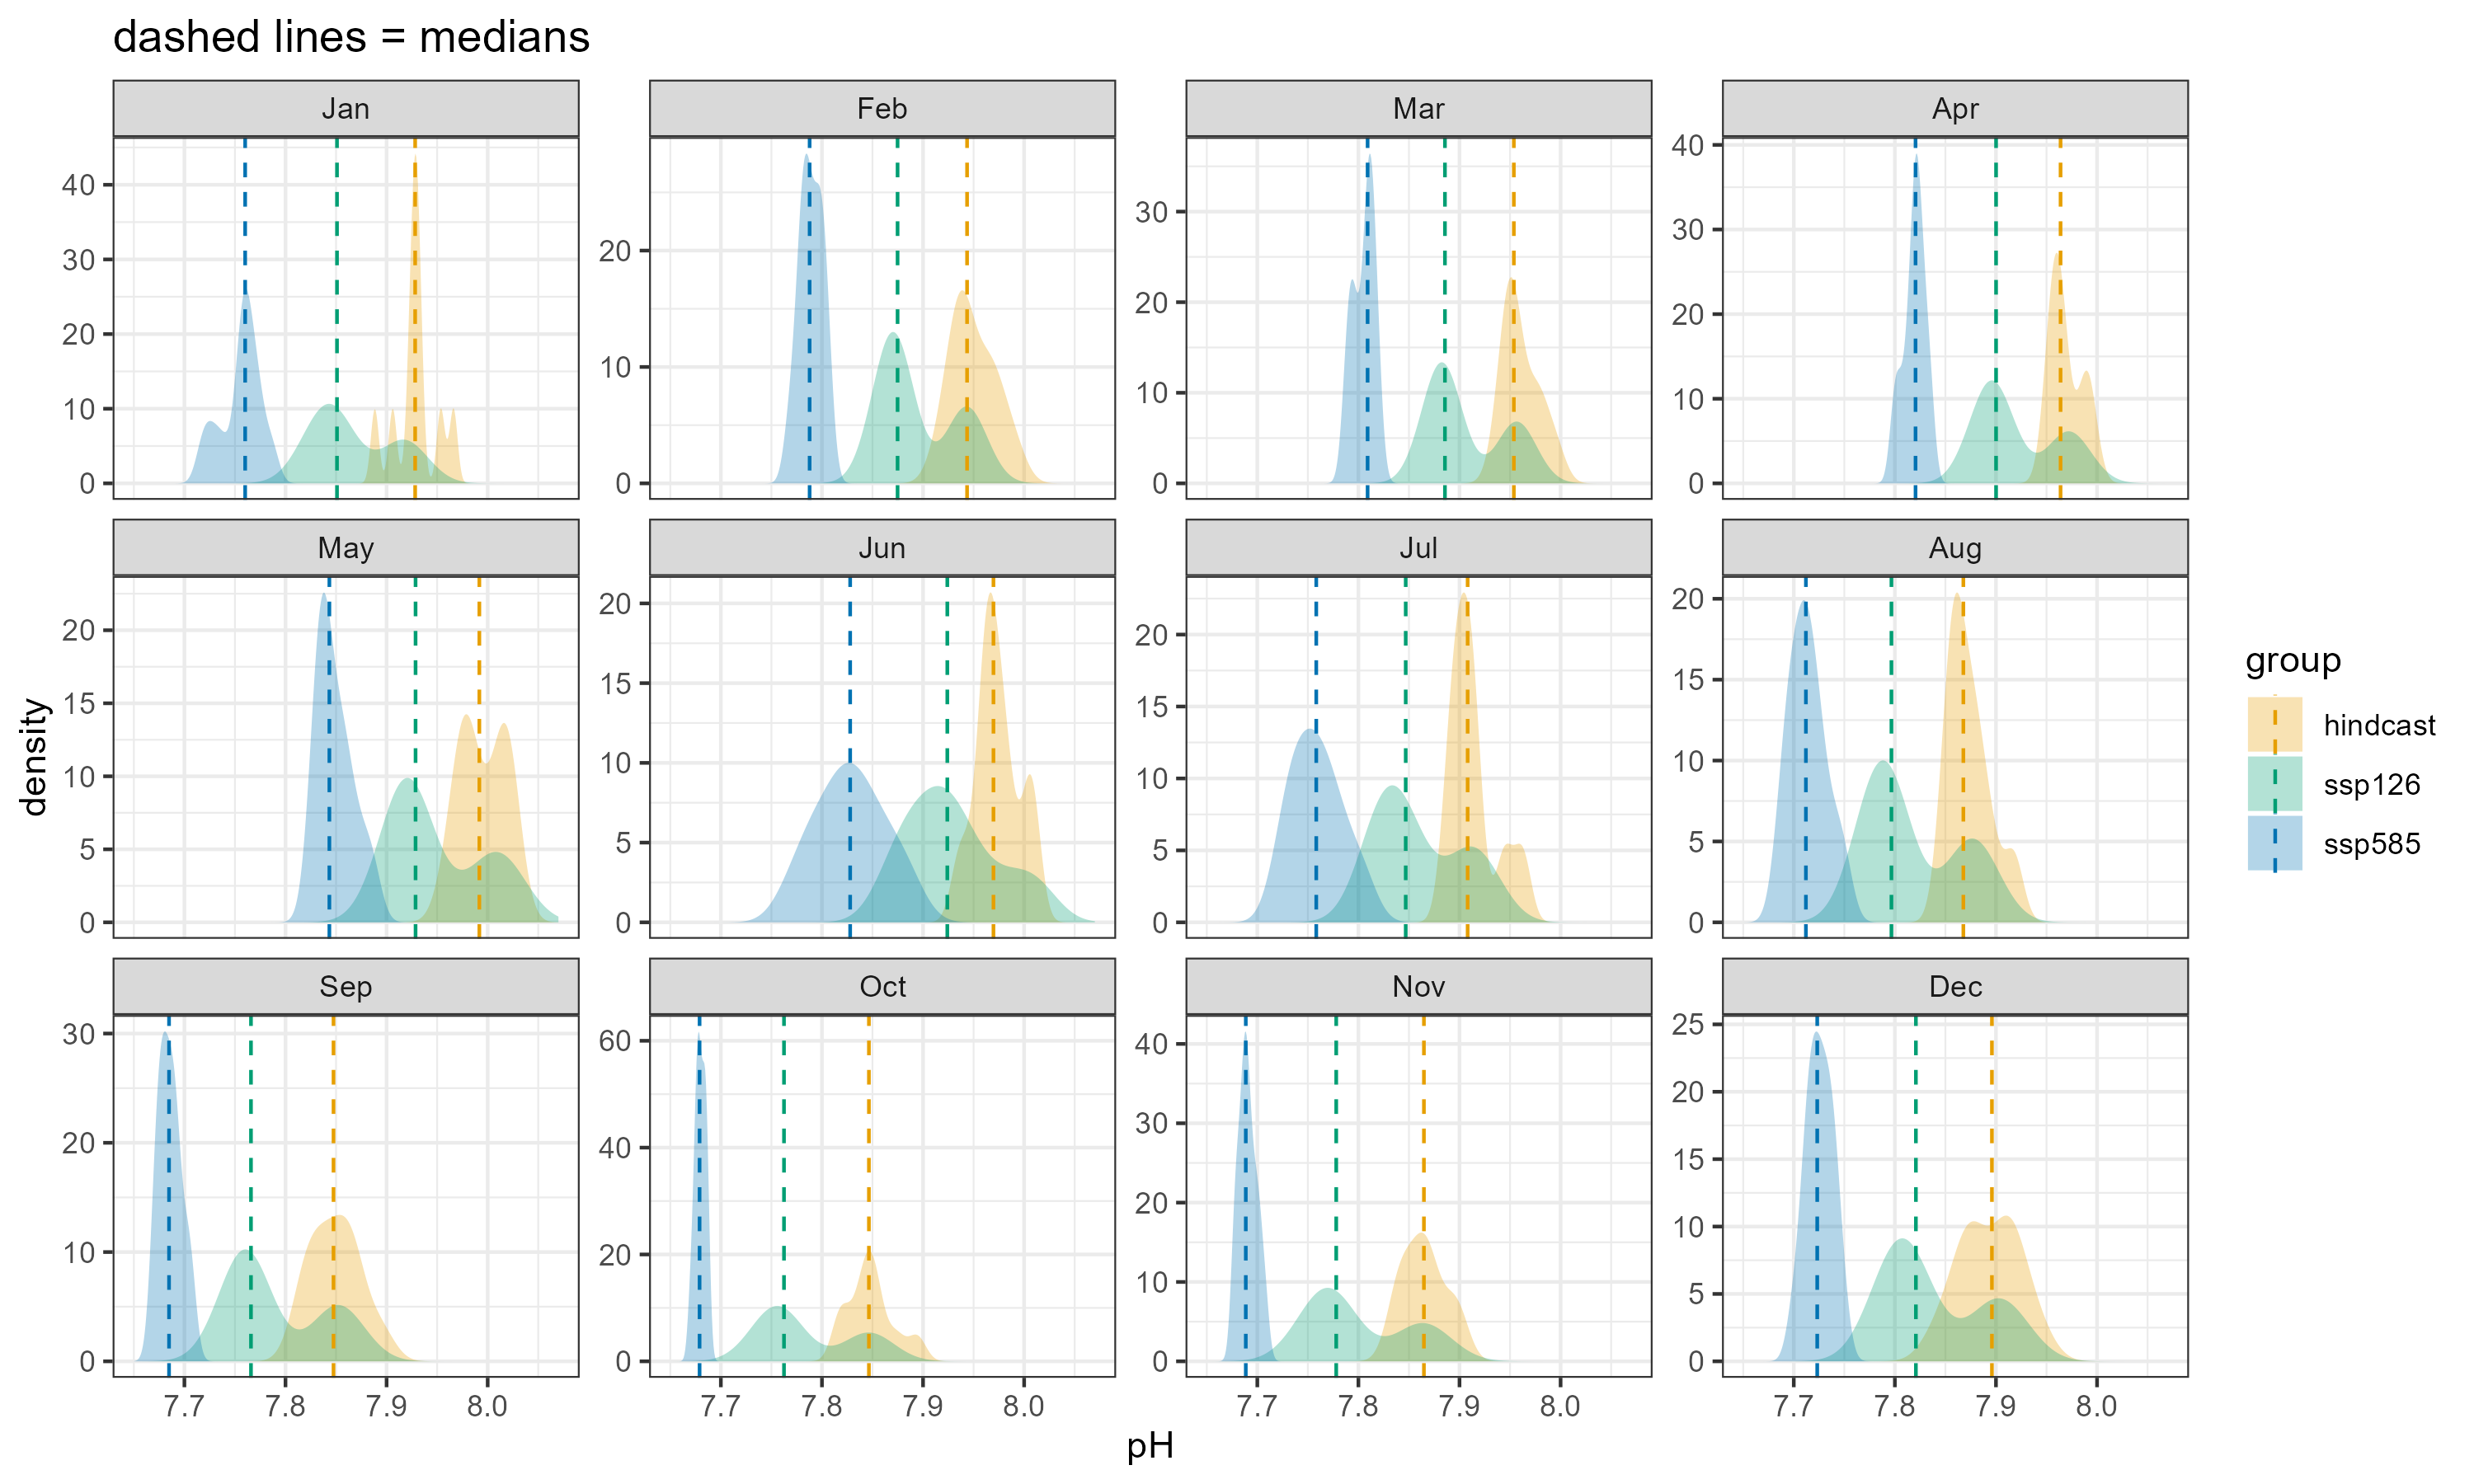 dashed lines = medians
Jan Feb Mar Apr
40 30 20 10 0
20 10 0
30 20 10 0
40 30 20 10 0
May Jun Jul Aug
20 15 10 5 0
20 15 10 5 0
20 15 10 5 0
20 15 10 5 0
Sep Oct Nov Dec
30 20 10 0
60 40 20 0
40 30 20 10 0
25 20 15 10 5 0
7.7 7.8 7.9 8.0 7.7 7.8 7.9 8.0 7.7 7.8 7.9 8.0 7.7 7.8 7.9 8.0
density
pH
group
hindcast
ssp126
ssp585